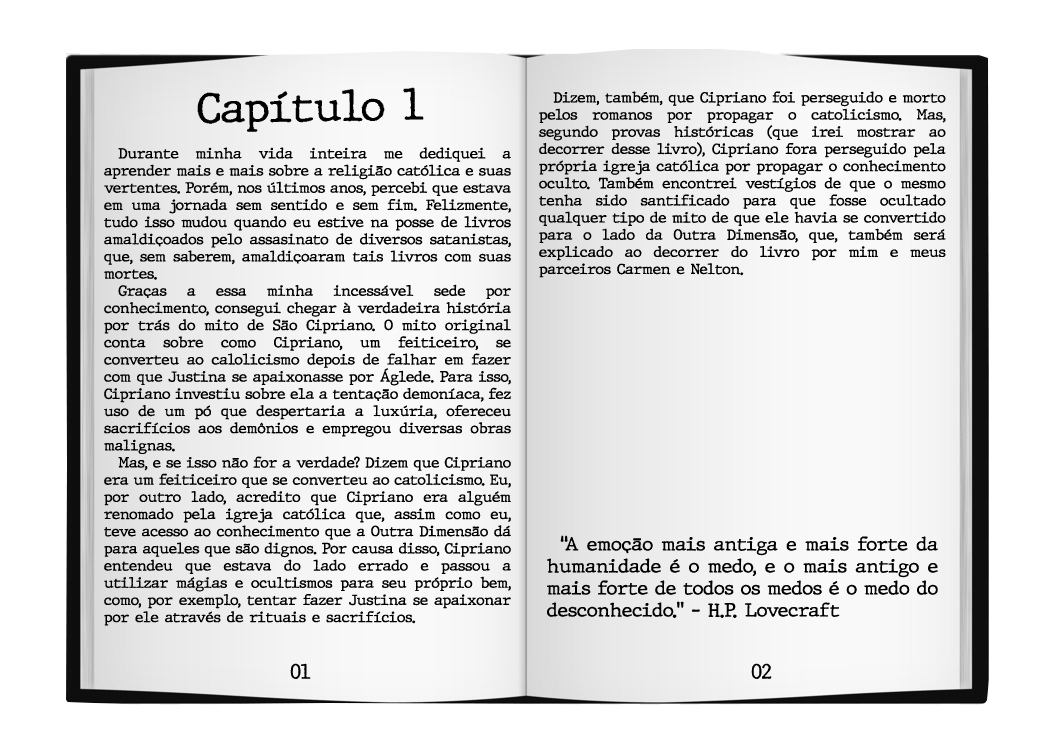 Capítulo 1
Durante minha vida inteira me dediquei a
aprender mais e mais sobre a religião católica e suas
vertentes. Porém, nos últimos anos, percebi que estava
em uma jornada sem sentido e sem fim. Felizmente,
tudo isso mudou quando eu estive na posse de livros
amaldiçoados pelo assasinato de diversos satanistas,
que, sem saberem, amaldiçoaram tais livros com suas
mortes.
Graças a essa minha incessável sede por
conhecimento, consegui chegar à verdadeira história
por trás do mito de São Cipriano. O mito original
conta sobre como Cipriano, um feiticeiro, se
converteu ao calolicismo depois de falhar em fazer
com que Justina se apaixonasse por Áglede. Para isso,
Cipriano investiu sobre ela a tentação demoníaca, fez
uso de um pó que despertaria a luxúria, ofereceu
sacrifícios aos demônios e empregou diversas obras
malignas.
Mas, e se isso não for a verdade? Dizem que Cipriano
era um feiticeiro que se converteu ao catolicismo. Eu,
por outro lado, acredito que Cipriano era alguém
renomado pela igreja católica que, assim como eu,
teve acesso ao conhecimento que a Outra Dimensão dá
para aqueles que são dignos. Por causa disso, Cipriano
entendeu que estava do lado errado e passou a
utilizar mágias e ocultismos para seu próprio bem,
como, por exemplo, tentar fazer Justina se apaixonar
por ele através de rituais e sacrifícios.
01
Dizem, também, que Cipriano foi perseguido e morto
pelos romanos por propagar o catolicismo. Mas,
segundo provas históricas (que irei mostrar ao
decorrer desse livro), Cipriano fora perseguido pela
própria igreja católica por propagar o conhecimento
oculto. Também encontrei vestígios de que o mesmo
tenha sido santificado para que fosse ocultado
qualquer tipo de mito de que ele havia se convertido
para o lado da Outra Dimensão, que, também será
explicado ao decorrer do livro por mim e meus
parceiros Carmen e Nelton.
"A emoção mais antiga e mais forte da
humanidade é o medo, e o mais antigo e
mais forte de todos os medos é o medo do
desconhecido." - H.P. Lovecraft
02